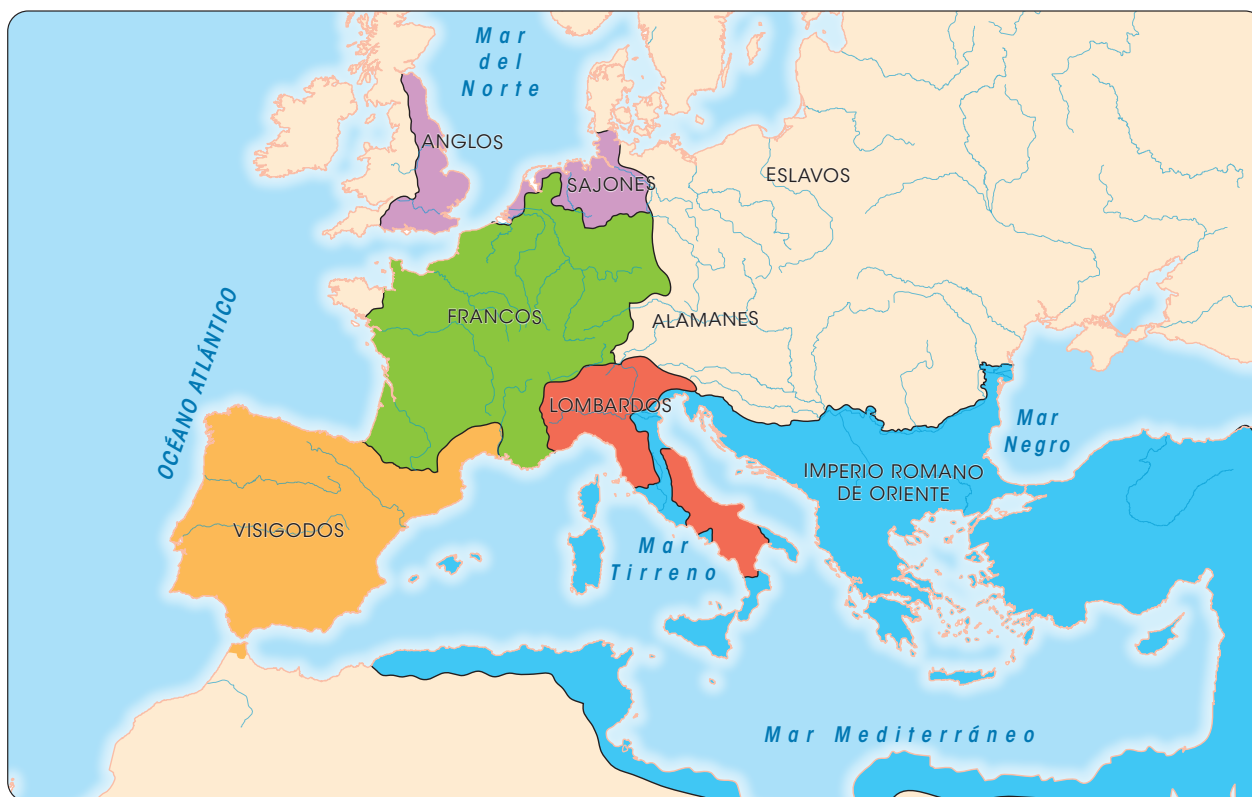 Mar
del
Norte
ANGLOS
SAJONES
ESLAVOS
OCÉANO ATLÁNTICO
FRANCOS
ALAMANES
LOMBARDOS
Mar
Negro
IMPERIO ROMANO
DE ORIENTE
VISIGODOS
Mar
Tirreno
Mar Mediterráneo